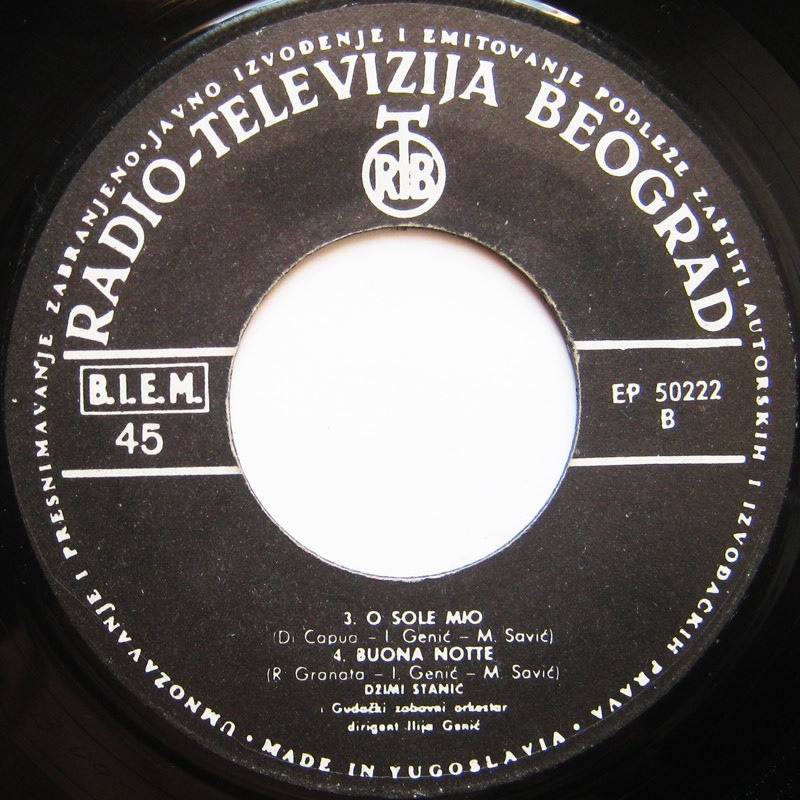 UMNOZAVANJE I PRESNIMAVANJE ZABRANJENO · JAVNO IZVOĐENJE I EMITOVANJE PODLEŽE ZAŠTITI AUTORSKIH I IZVOĐAČKIH PRAVA ·
RADIO-TELEVIZIJA BEOGRAD
RTB
B.I.E.M.
45
EP 50222
B
3. O SOLE MIO
(Di Capua – I. Genić – M. Savić)
4. BUONA NOTTE
(R. Granata – I. Genić – M. Savić)
DŽIMI STANIĆ
i Gudački zabavni orkestar
dirigent Ilija Genić
MADE IN YUGOSLAVIA